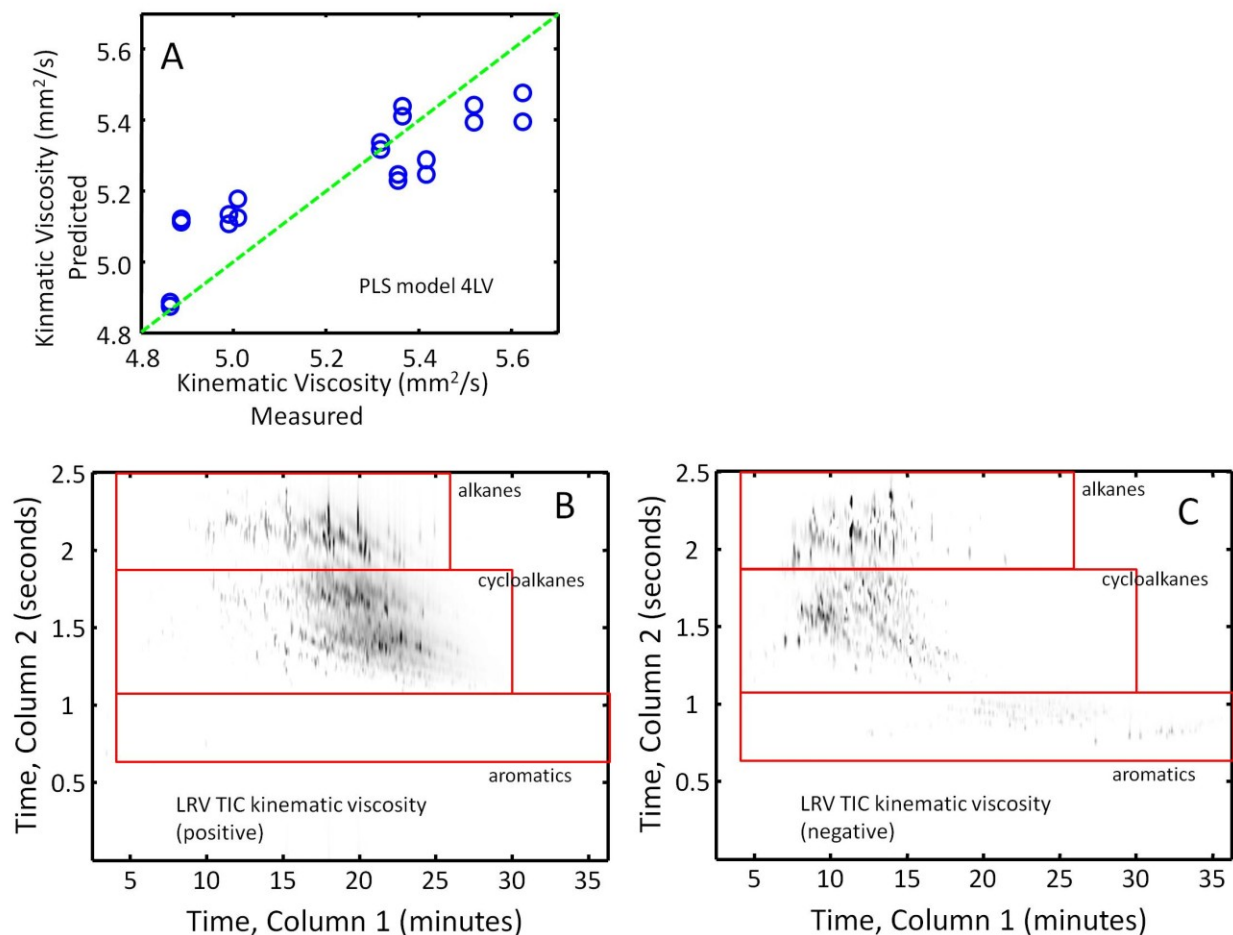 A
Kinmatic Viscosity (mm²/s)
Predicted
5.6
5.4
5.2
5.0
4.8
PLS model 4LV
4.8 5.0 5.2 5.4 5.6
Kinematic Viscosity (mm²/s)
Measured
B
Time, Column 2 (seconds)
2.5
2
1.5
1
0.5
alkanes
cycloalkanes
aromatics
LRV TIC kinematic viscosity
(positive)
5 10 15 20 25 30 35
Time, Column 1 (minutes)
C
Time, Column 2 (seconds)
2.5
2
1.5
1
0.5
alkanes
cycloalkanes
aromatics
LRV TIC kinematic viscosity
(negative)
5 10 15 20 25 30 35
Time, Column 1 (minutes)